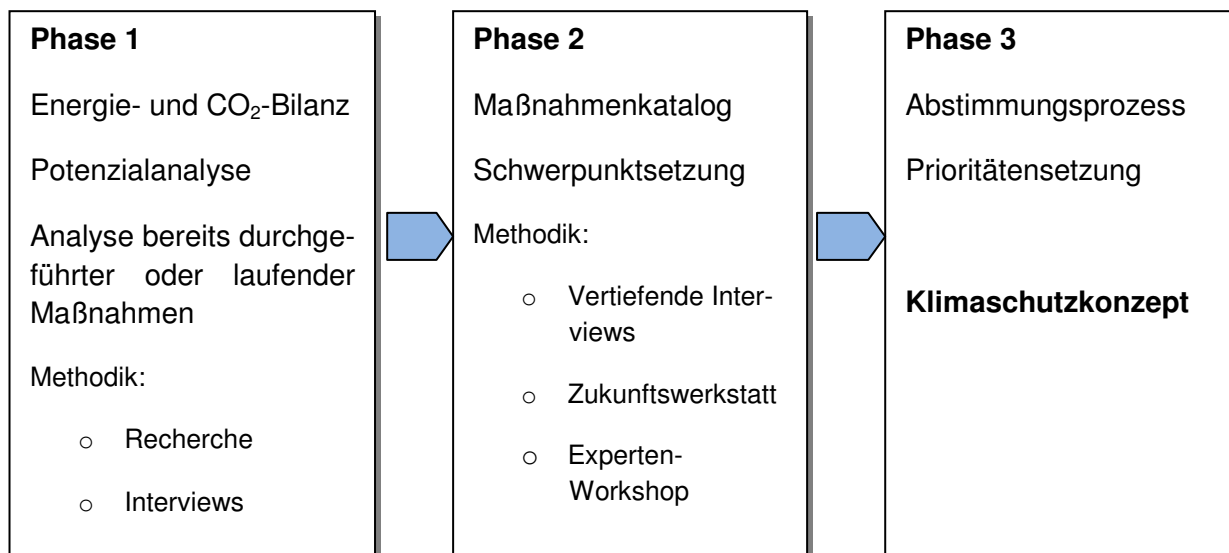 Phase 1
Energie- und CO₂-Bilanz
Potenzialanalyse
Analyse bereits durchge-
führter oder laufender
Maßnahmen
Methodik:
o Recherche
o Interviews
Phase 2
Maßnahmenkatalog
Schwerpunktsetzung
Methodik:
o Vertiefende Inter-
views
o Zukunftswerkstatt
o Experten-
Workshop
Phase 3
Abstimmungsprozess
Prioritätensetzung
Klimaschutzkonzept